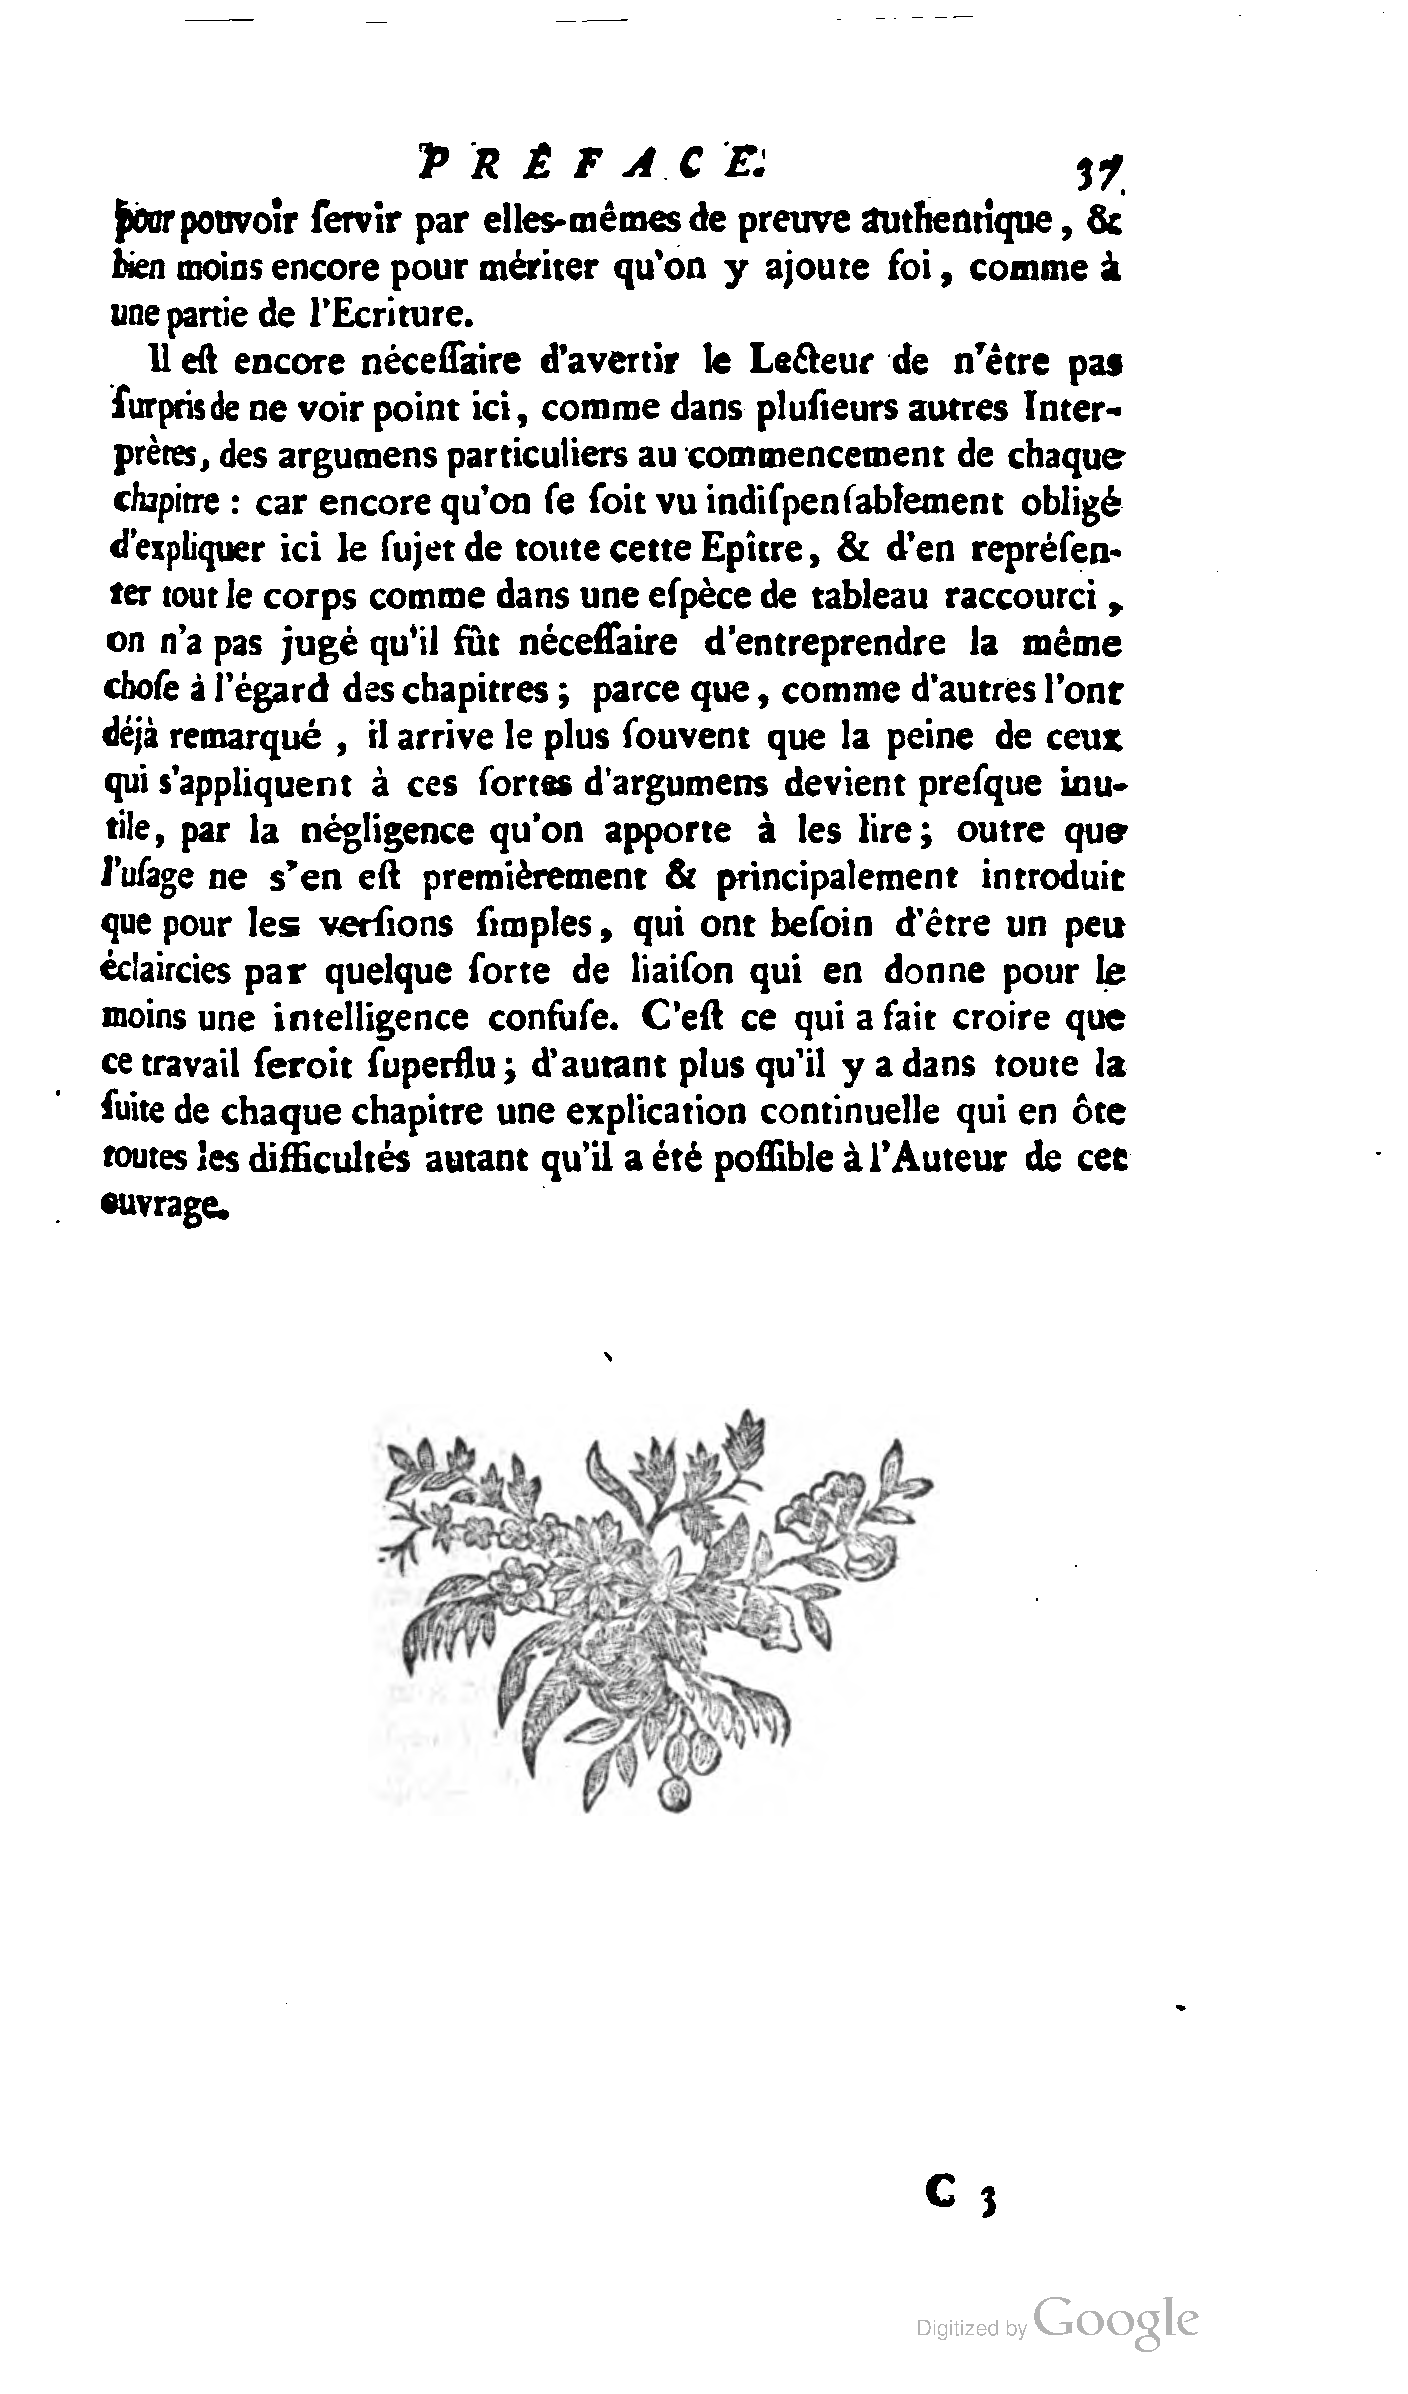 PRÉFACE. 37.
pour pouvoir ſervir par elles-mêmes de preuve authentique, &
bien moins encore pour mériter qu'on y ajoute foi, comme à
une partie de l'Ecriture.
Il eſt encore néceſſaire d'avertir le Lecteur de n'être pas
ſurpris de ne voir point ici, comme dans pluſieurs autres Inter-
prètes, des argumens particuliers au commencement de chaque
chapitre : car encore qu'on ſe ſoit vu indiſpenſablement obligé
d'expliquer ici le ſujet de toute cette Epître, & d'en repréſen-
ter tout le corps comme dans une eſpèce de tableau raccourci,
on n'a pas jugé qu'il fût néceſſaire d'entreprendre la même
choſe à l'égard des chapitres ; parce que, comme d'autres l'ont
déjà remarqué, il arrive le plus ſouvent que la peine de ceux
qui s'appliquent à ces ſortes d'argumens devient preſque inu-
tile, par la négligence qu'on apporte à les lire ; outre que
l'uſage ne s'en eſt premièrement & principalement introduit
que pour les verſions ſimples, qui ont beſoin d'être un peu
éclaircies par quelque ſorte de liaiſon qui en donne pour le
moins une intelligence confuſe. C'eſt ce qui a fait croire que
ce travail ſeroit ſuperflu ; d'autant plus qu'il y a dans toute la
ſuite de chaque chapitre une explication continuelle qui en ôte
toutes les difficultés autant qu'il a été poſſible à l'Auteur de cet
ouvrage.
C 3
Digitized by Google